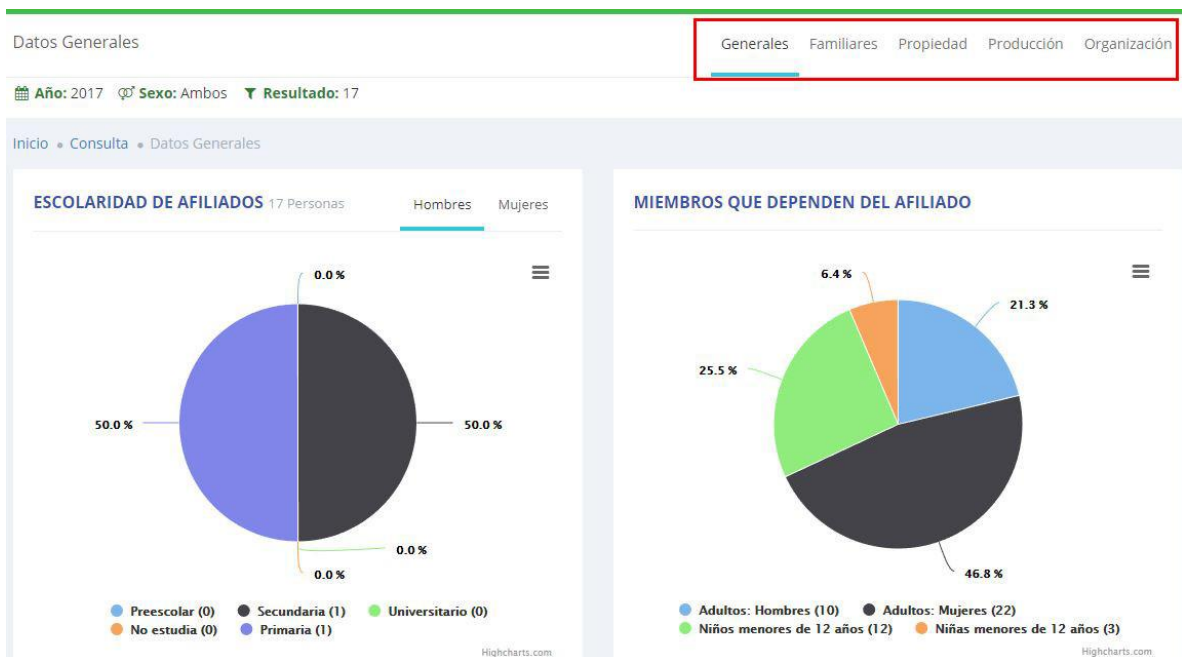 Datos Generales
Generales Familiares Propiedad Producción Organización
Año: 2017 Sexo: Ambos Resultado: 17
Inicio • Consulta • Datos Generales
ESCOLARIDAD DE AFILIADOS 17 Personas
Hombres Mujeres
0.0 %
50.0 %
50.0 %
0.0 %
0.0 %
Preescolar (0) Secundaria (1) Universitario (0)
No estudia (0) Primaria (1)
Highcharts.com
MIEMBROS QUE DEPENDEN DEL AFILIADO
6.4 %
21.3 %
25.5 %
46.8 %
Adultos: Hombres (10) Adultos: Mujeres (22)
Niños menores de 12 años (12) Niñas menores de 12 años (3)
Highcharts.com